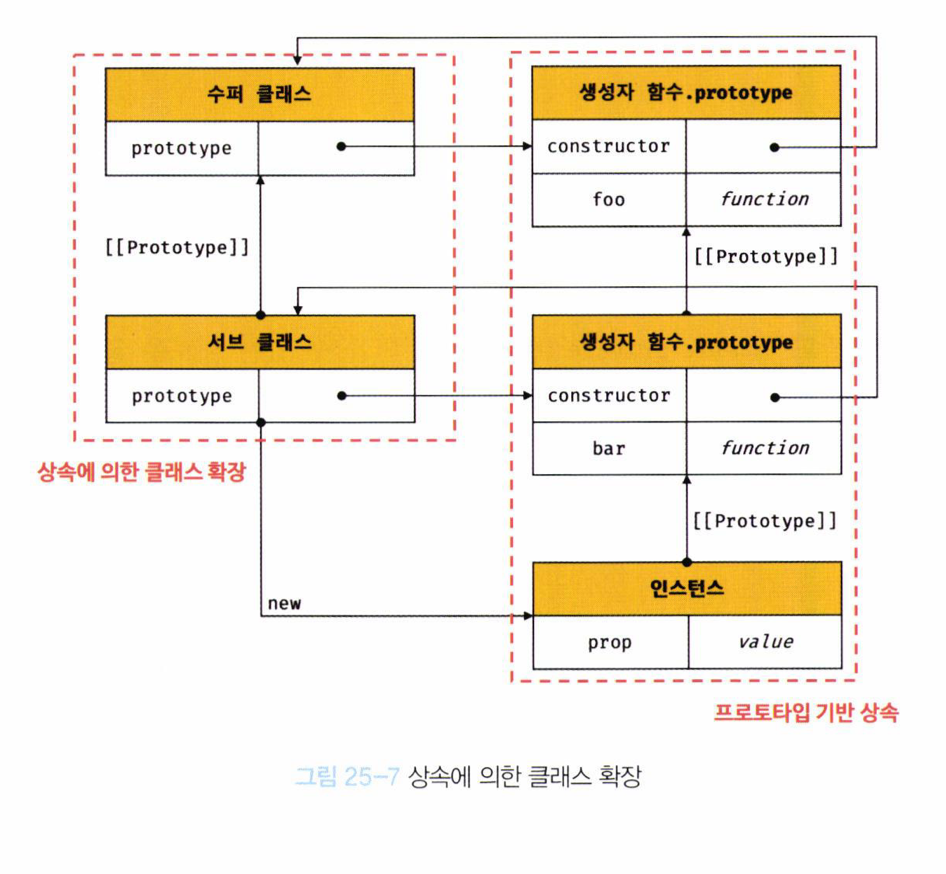 수퍼 클래스
prototype
생성자 함수.prototype
constructor
foo
function
[[Prototype]]
[[Prototype]]
서브 클래스
prototype
생성자 함수.prototype
constructor
bar
function
상속에 의한 클래스 확장
[[Prototype]]
new
인스턴스
prop
value
프로토타입 기반 상속
그림 25-7 상속에 의한 클래스 확장